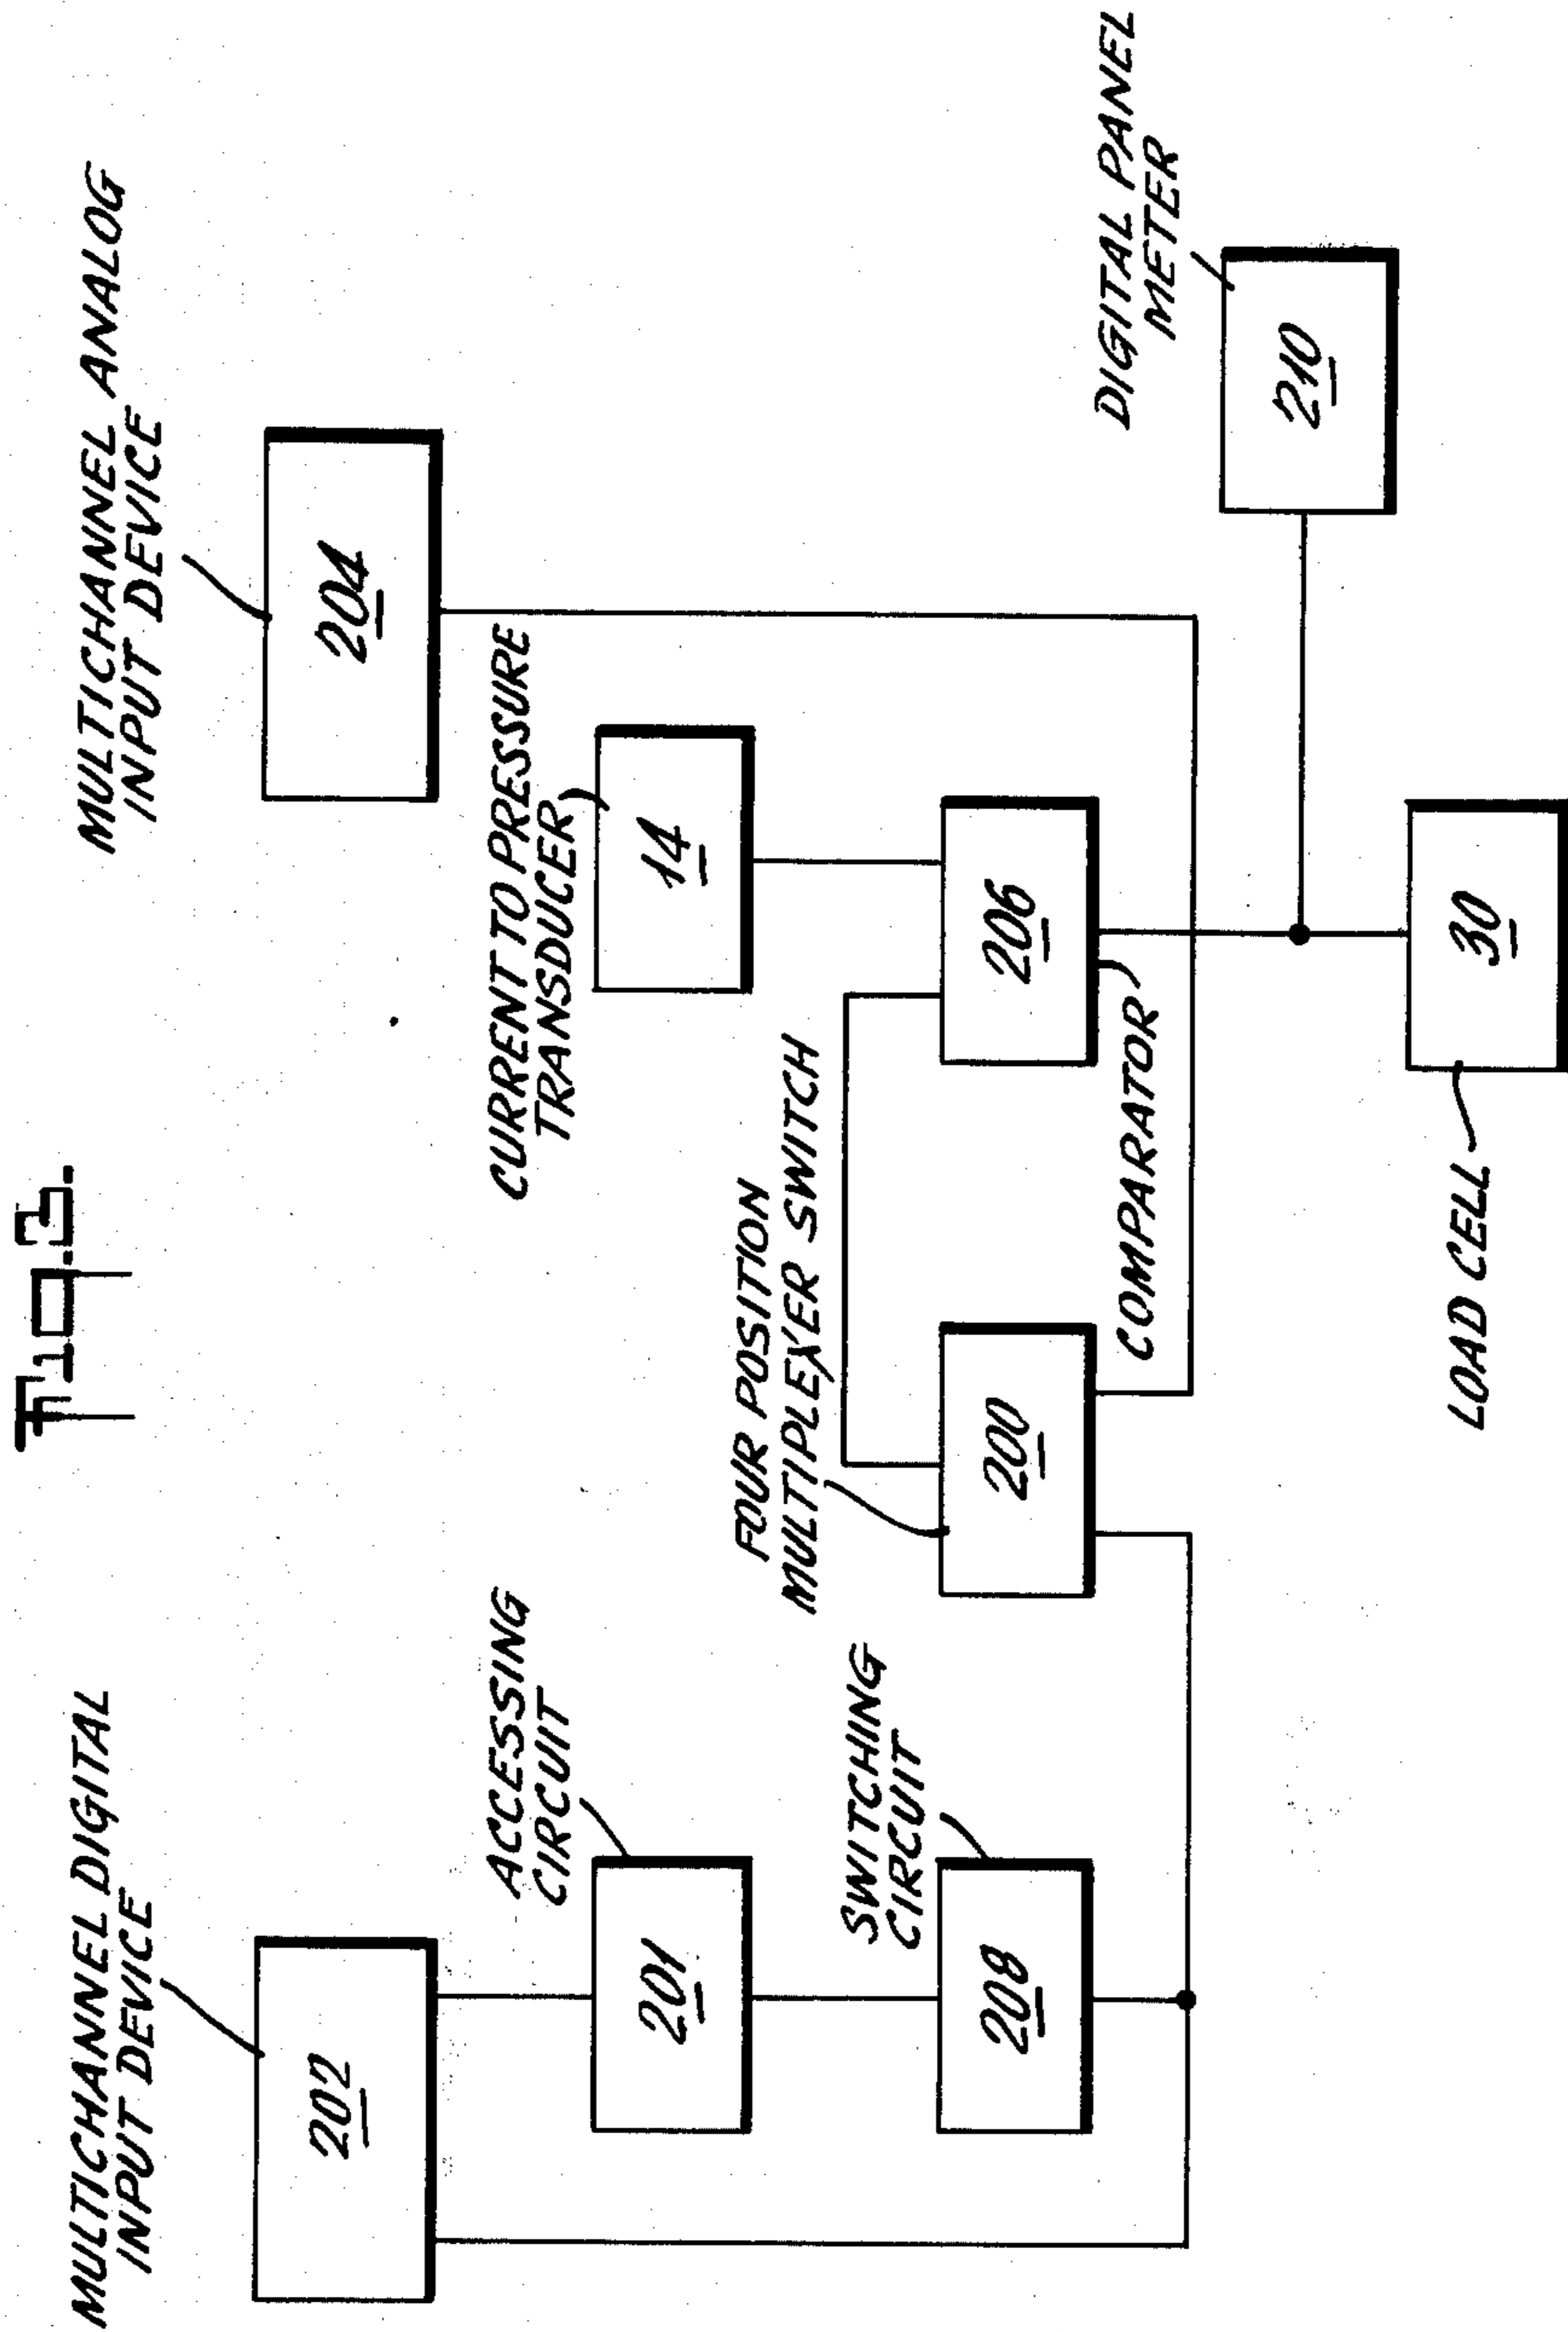 Fig. 3.
MULTICHANNEL DIGITAL
INPUT DEVICE
202
MULTICHANNEL ANALOG
INPUT DEVICE
204
ACCESSING
CIRCUIT
201
CURRENT TO PRESSURE
TRANSDUCER
14
FOUR POSITION
MULTIPLEXER SWITCH
200
SWITCHING
CIRCUIT
208
206
COMPARATOR
DIGITAL PANEL
METER
210
LOAD CELL
30